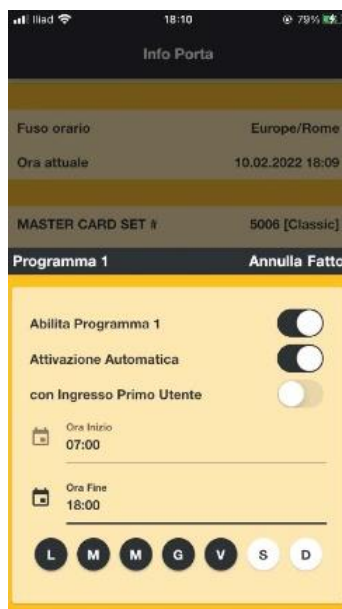 Iliad 18:10 79%
Info Porta
Fuso orario Europe/Rome
Ora attuale 10.02.2022 18:09
MASTER CARD SET # 5006 [Classic]
Programma 1 Annulla Fatto
Abilita Programma 1
Attivazione Automatica
con Ingresso Primo Utente
Ora Inizio
07:00
Ora Fine
18:00
L M M G V S D